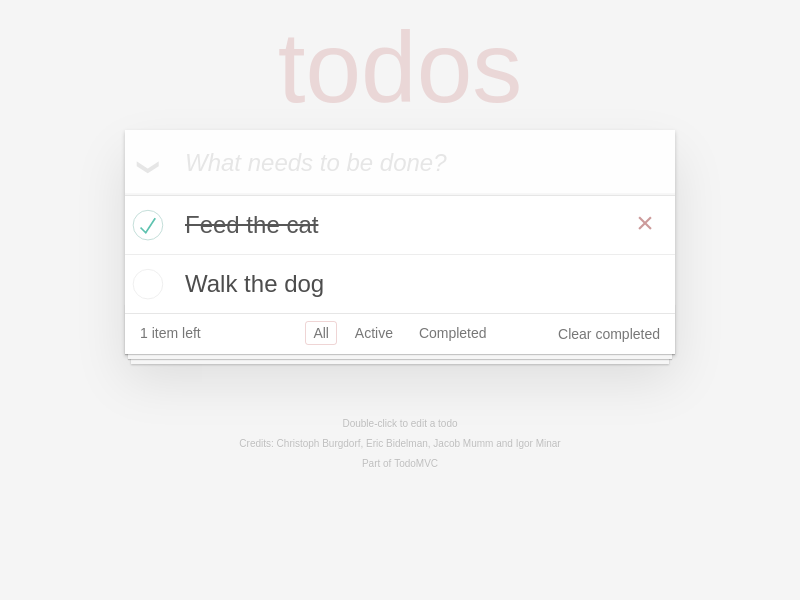 todos
What needs to be done?
Feed the cat
Walk the dog
1 item left All Active Completed Clear completed
Double-click to edit a todo
Credits: Christoph Burgdorf, Eric Bidelman, Jacob Mumm and Igor Minar
Part of TodoMVC